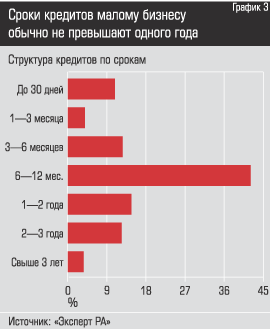 График 3
Сроки кредитов малому бизнесу
обычно не превышают одного года
Структура кредитов по срокам
До 30 дней
1—3 месяца
3—6 месяцев
6—12 мес.
1—2 года
2—3 года
Свыше 3 лет
0 9 18 27 36 45
%
Источник: «Эксперт РА»